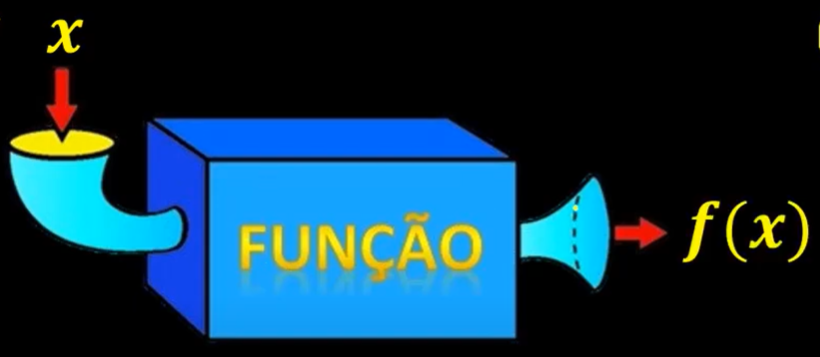 x
FUNÇÃO
f(x)